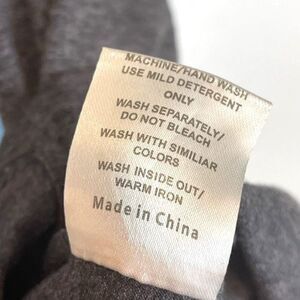 MACHINE/HAND WASH
USE MILD DETERGENT
ONLY
WASH SEPARATELY/
DO NOT BLEACH
WASH WITH SIMILIAR
COLORS
WASH INSIDE OUT/
WARM IRON
Made in China